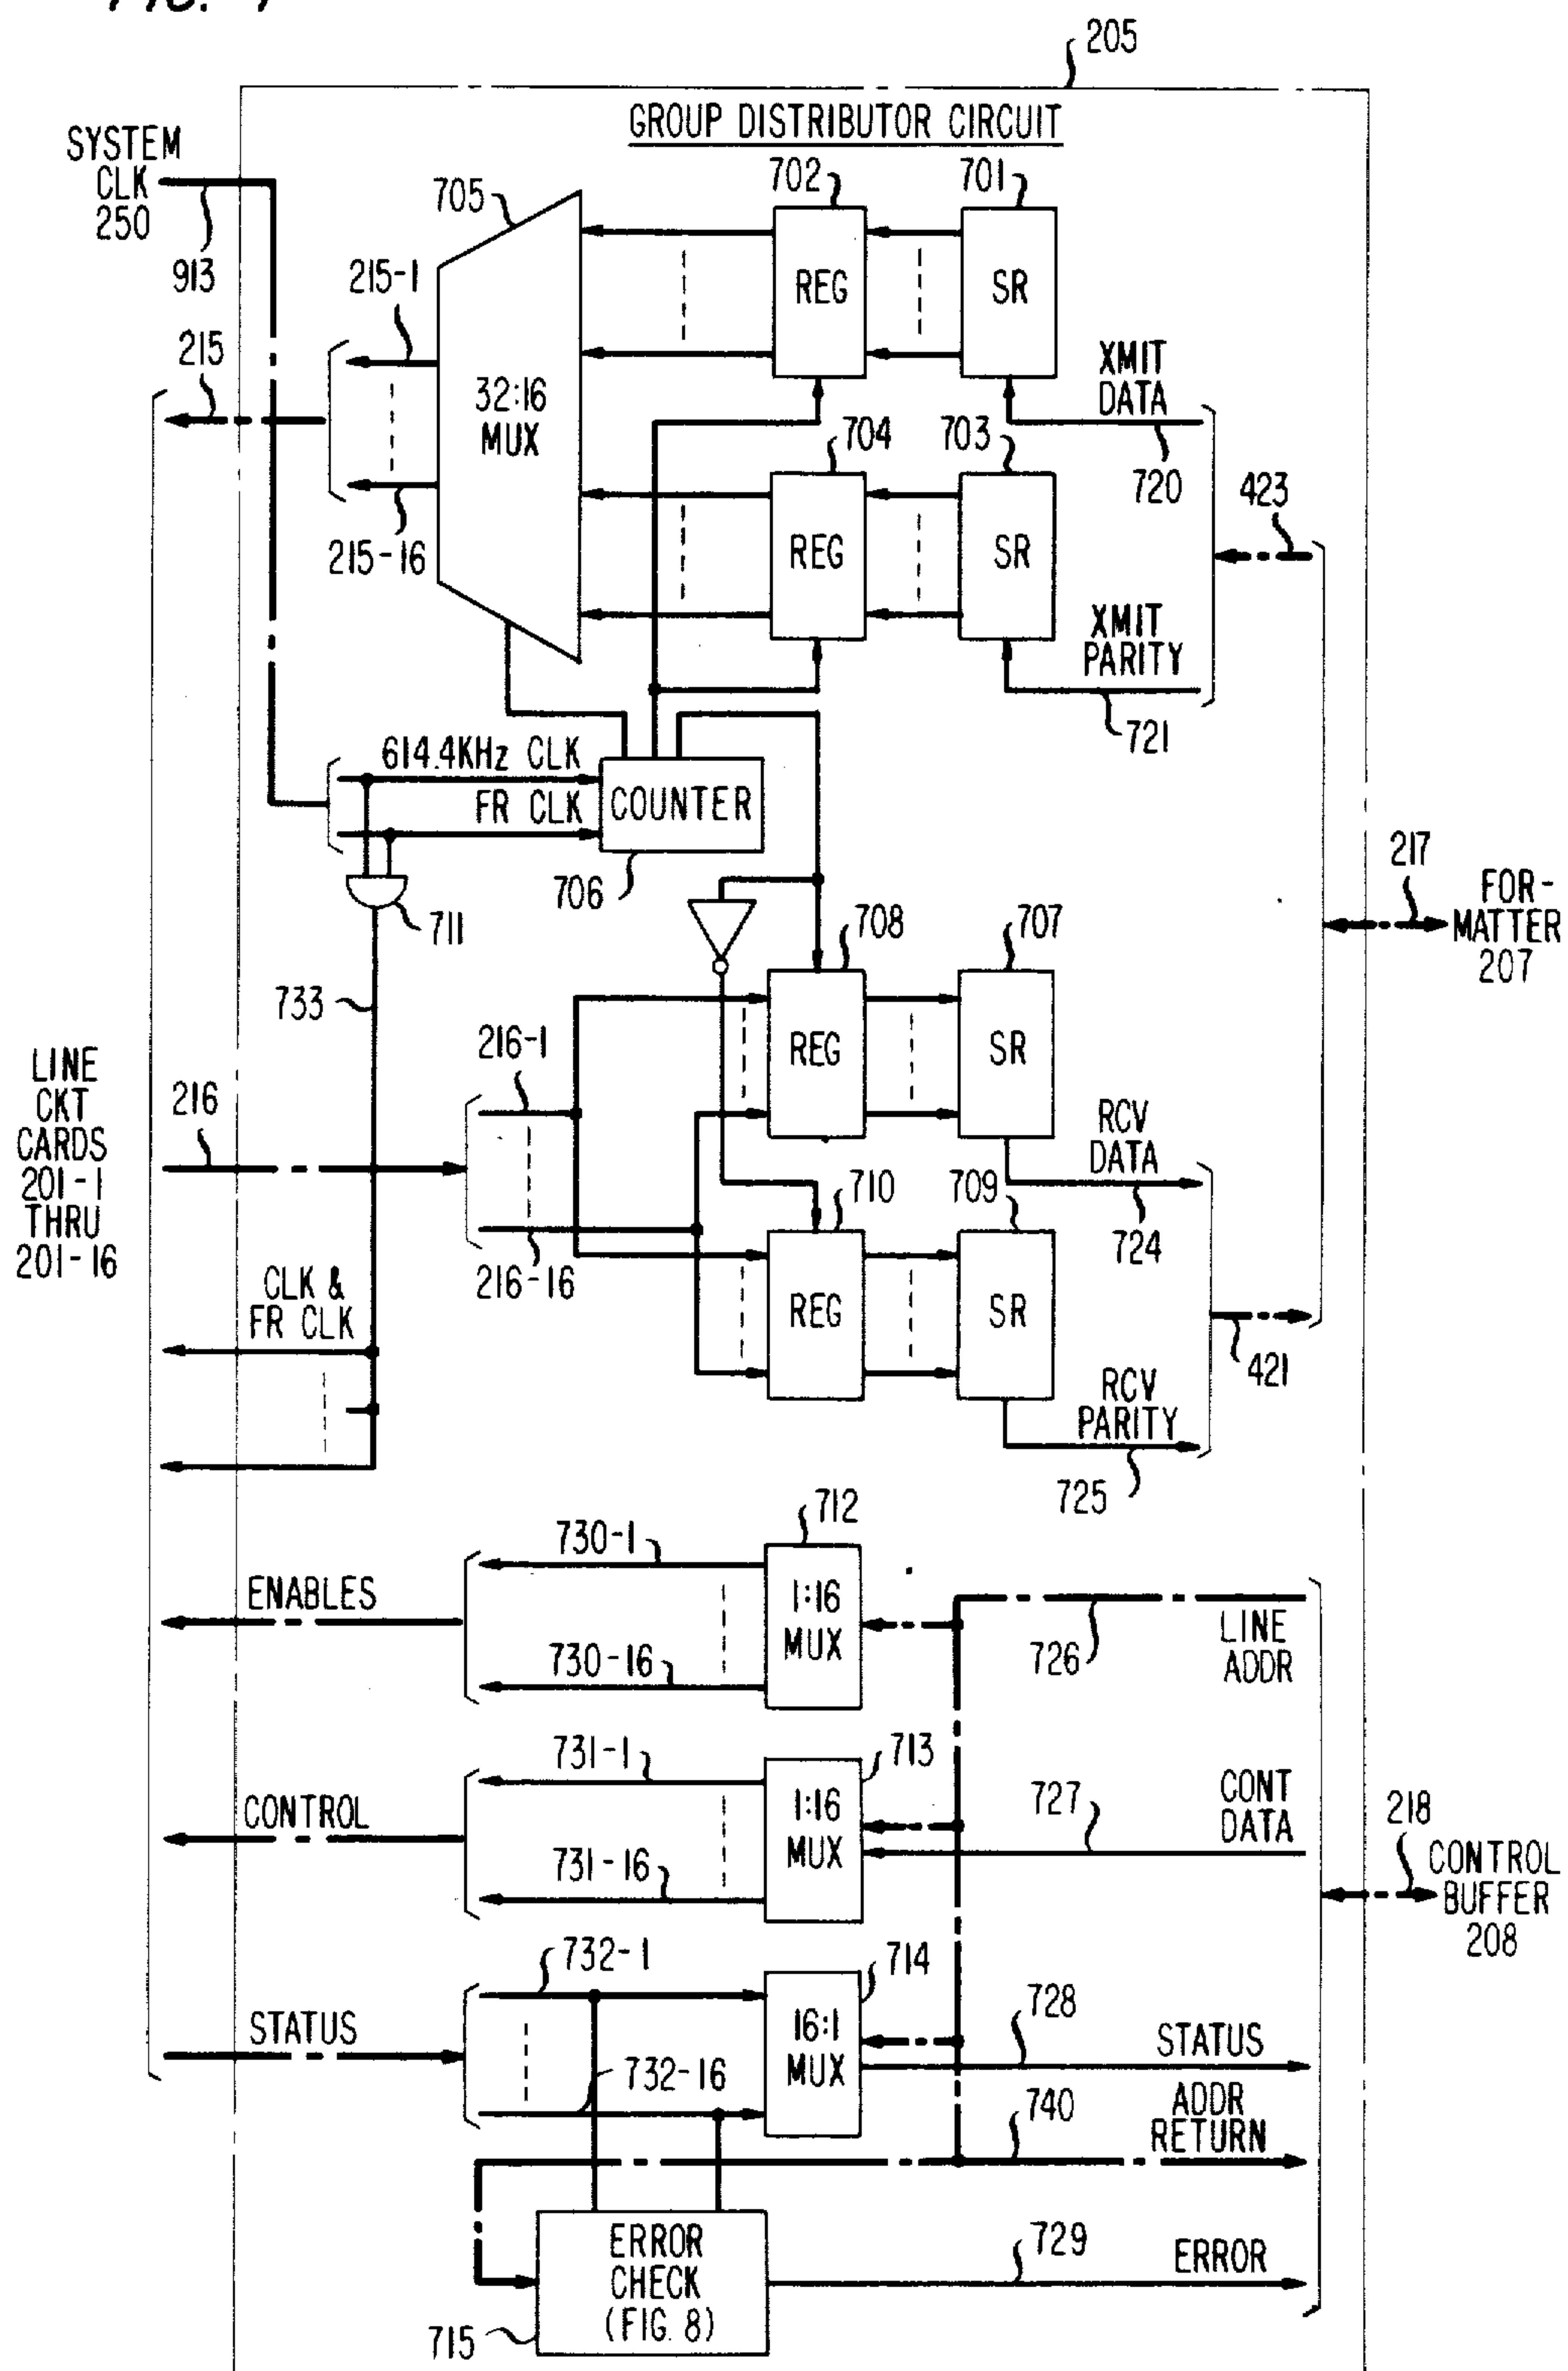 FIG. 7
205
GROUP DISTRIBUTOR CIRCUIT
SYSTEM
CLK
250
913
705
702
701
REG
SR
215-1
215
32:16
MUX
215-16
XMIT
DATA
720
704
703
REG
SR
423
XMIT
PARITY
721
614.4KHz CLK
FR CLK
COUNTER
706
711
733
217
FOR-
MATTER
207
708
707
REG
SR
LINE
CKT
CARDS
201-1
THRU
201-16
216
216-1
216-16
RCV
DATA
724
710
709
REG
SR
421
RCV
PARITY
725
CLK &
FR CLK
712
730-1
1:16
MUX
730-16
ENABLES
726
LINE
ADDR
713
731-1
1:16
MUX
731-16
CONTROL
727
CONT
DATA
218
CONTROL
BUFFER
208
732-1
714
16:1
MUX
732-16
STATUS
728
STATUS
740
ADDR
RETURN
ERROR
CHECK
(FIG. 8)
715
729
ERROR